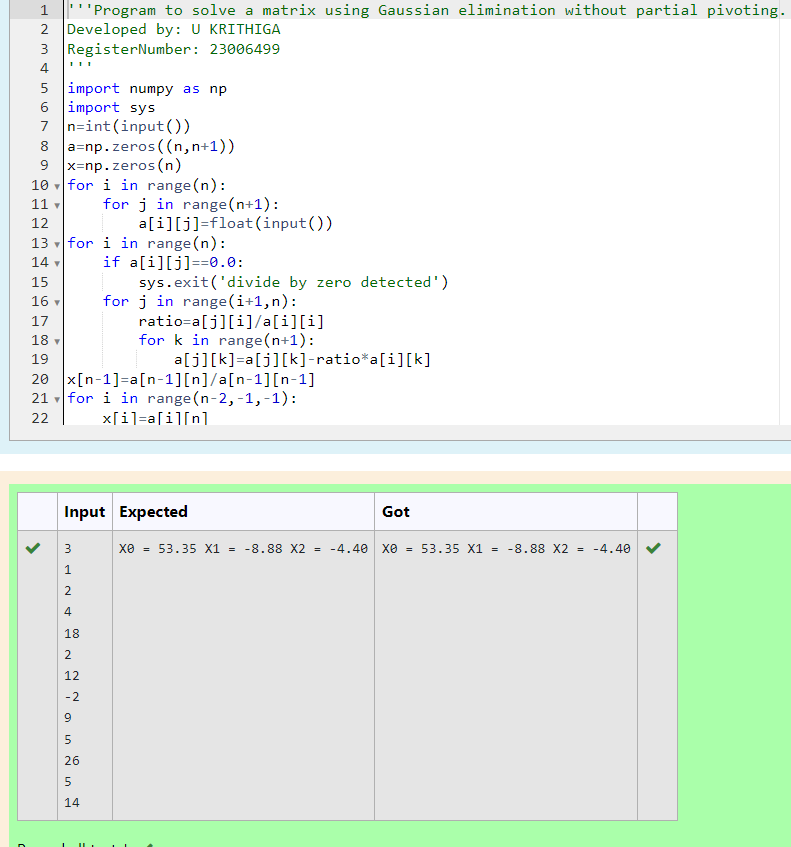 1 '''Program to solve a matrix using Gaussian elimination without partial pivoting.
2 Developed by: U KRITHIGA
3 RegisterNumber: 23006499
4 '''
5 import numpy as np
6 import sys
7 n=int(input())
8 a=np.zeros((n,n+1))
9 x=np.zeros(n)
10 for i in range(n):
11     for j in range(n+1):
12         a[i][j]=float(input())
13 for i in range(n):
14     if a[i][j]==0.0:
15         sys.exit('divide by zero detected')
16     for j in range(i+1,n):
17         ratio=a[j][i]/a[i][i]
18         for k in range(n+1):
19             a[j][k]=a[j][k]-ratio*a[i][k]
20 x[n-1]=a[n-1][n]/a[n-1][n-1]
21 for i in range(n-2,-1,-1):
22     x[i]=a[i][n]
Input Expected Got
3 X0 = 53.35 X1 = -8.88 X2 = -4.40 X0 = 53.35 X1 = -8.88 X2 = -4.40
1
2
4
18
2
12
-2
9
5
26
5
14